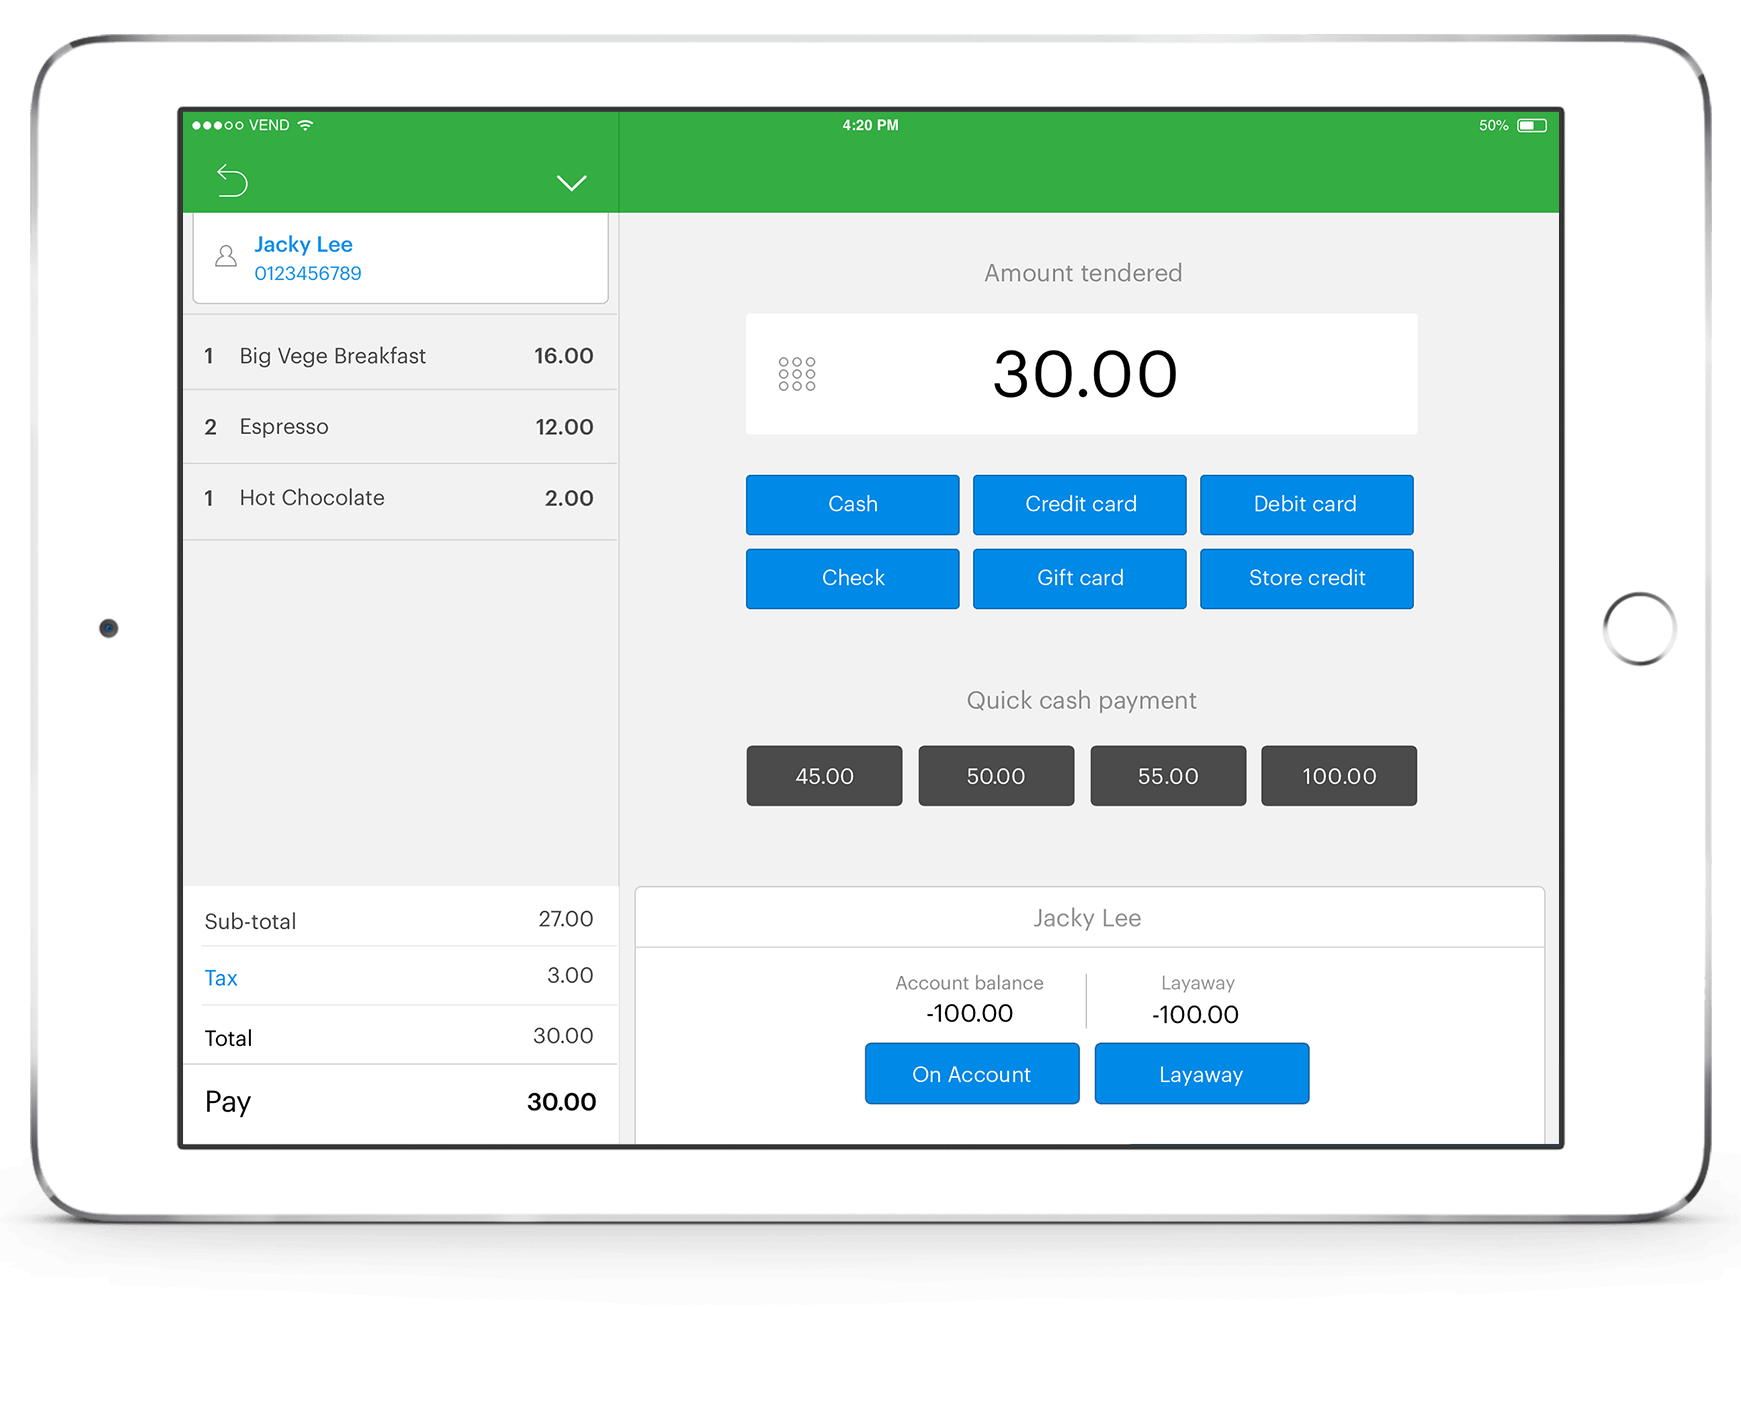 VEND
4:20 PM
50%
Jacky Lee
0123456789
1 Big Vege Breakfast 16.00
2 Espresso 12.00
1 Hot Chocolate 2.00
Sub-total 27.00
Tax 3.00
Total 30.00
Pay 30.00
Amount tendered
30.00
Cash Credit card Debit card
Check Gift card Store credit
Quick cash payment
45.00 50.00 55.00 100.00
Jacky Lee
Account balance Layaway
-100.00 -100.00
On Account Layaway